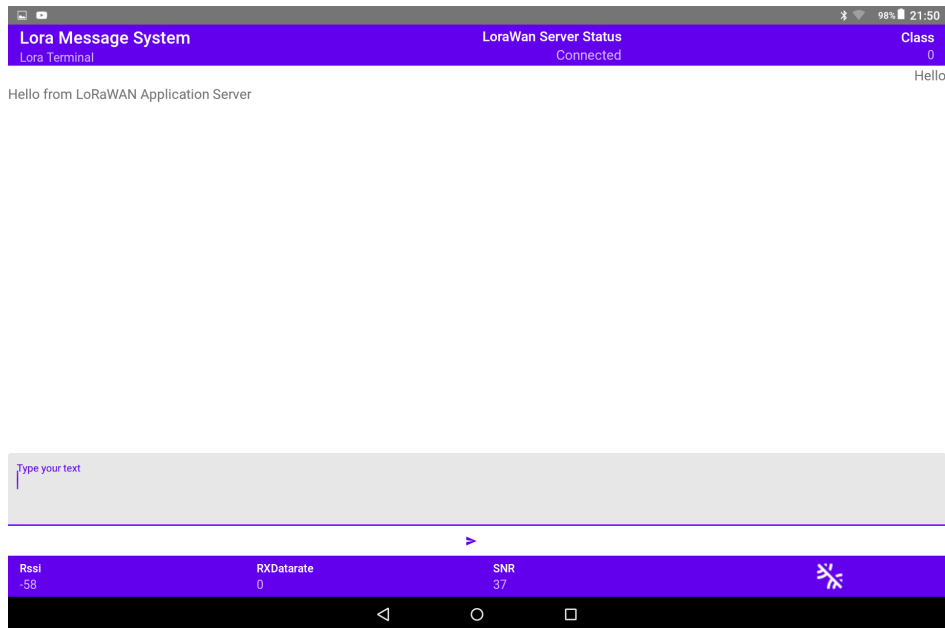 98% 21:50
Lora Message System LoraWan Server Status Class
Lora Terminal Connected 0
Hello
Hello from LoRaWAN Application Server
Type your text
Rssi RXDatarate SNR
-58 0 37